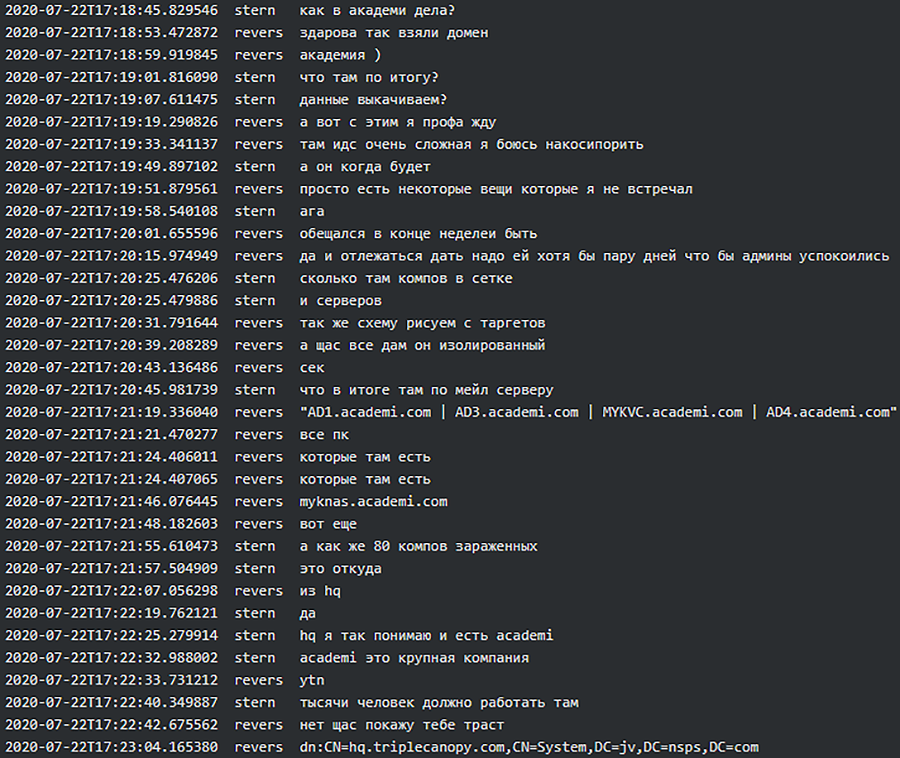 2020-07-22T17:18:45.829546 stern как в академи дела?
2020-07-22T17:18:53.472872 revers здарова так взяли домен
2020-07-22T17:18:59.919845 revers академия )
2020-07-22T17:19:01.816090 stern что там по итогу?
2020-07-22T17:19:07.611475 stern данные выкачиваем?
2020-07-22T17:19:19.290826 revers а вот с этим я профа жду
2020-07-22T17:19:33.341137 revers там идс очень сложная я боюсь накосипорить
2020-07-22T17:19:49.897102 stern а он когда будет
2020-07-22T17:19:51.879561 revers просто есть некоторые вещи которые я не встречал
2020-07-22T17:19:58.540108 stern ага
2020-07-22T17:20:01.655596 revers обещался в конце неделеи быть
2020-07-22T17:20:15.974949 revers да и отлежаться дать надо ей хотя бы пару дней что бы админы успокоились
2020-07-22T17:20:25.476206 stern сколько там компов в сетке
2020-07-22T17:20:25.479886 stern и серверов
2020-07-22T17:20:31.791644 revers так же схему рисуем с таргетов
2020-07-22T17:20:39.208289 revers а щас все дам он изолированный
2020-07-22T17:20:43.136486 revers сек
2020-07-22T17:20:45.981739 stern что в итоге там по мейл серверу
2020-07-22T17:21:19.336040 revers "AD1.academi.com | AD3.academi.com | MYKVC.academi.com | AD4.academi.com"
2020-07-22T17:21:21.470277 revers все пк
2020-07-22T17:21:24.406011 revers которые там есть
2020-07-22T17:21:24.407065 revers которые там есть
2020-07-22T17:21:46.076445 revers myknas.academi.com
2020-07-22T17:21:48.182603 revers вот еще
2020-07-22T17:21:55.610473 stern а как же 80 компов зараженных
2020-07-22T17:21:57.504909 stern это откуда
2020-07-22T17:22:07.056298 revers из hq
2020-07-22T17:22:19.762121 stern да
2020-07-22T17:22:25.279914 stern hq я так понимаю и есть academi
2020-07-22T17:22:32.988002 stern academi это крупная компания
2020-07-22T17:22:33.731212 revers ytn
2020-07-22T17:22:40.349887 stern тысячи человек должно работать там
2020-07-22T17:22:42.675562 revers нет щас покажу тебе траст
2020-07-22T17:23:04.165380 revers dn:CN=hq.triplecanopy.com,CN=System,DC=jv,DC=nsps,DC=com